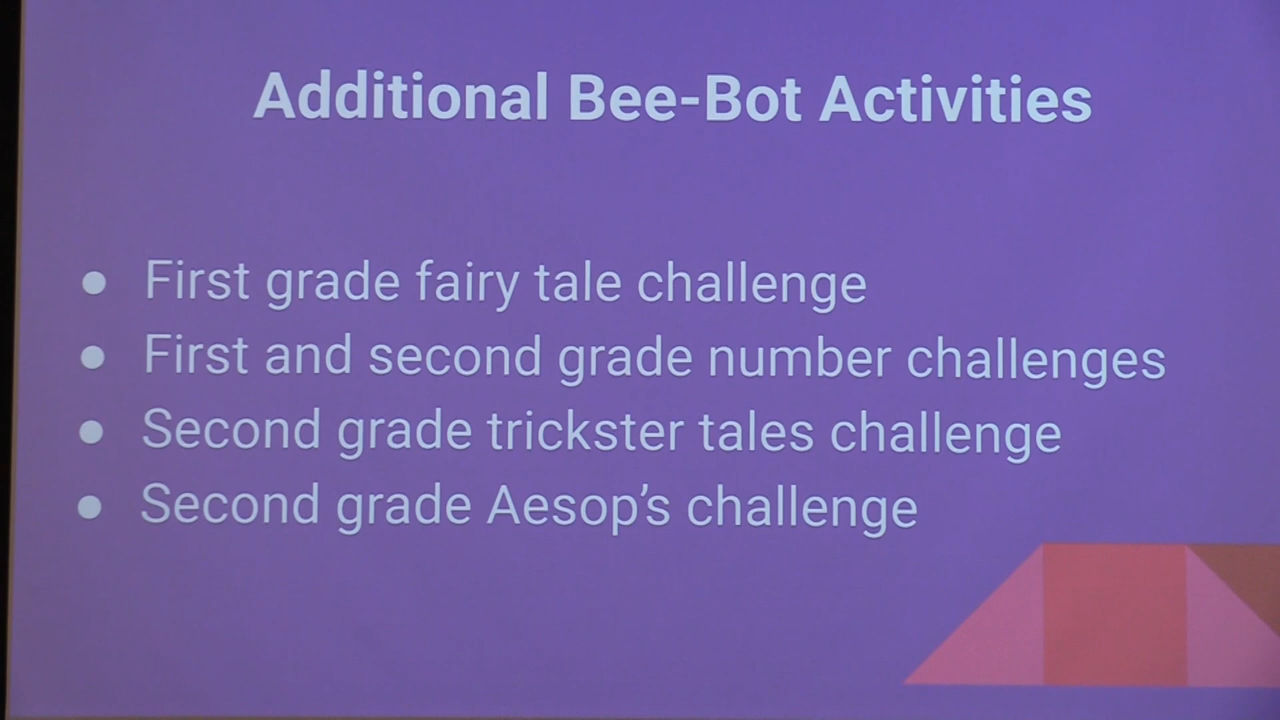 Additional Bee-Bot Activities
● First grade fairy tale challenge
● First and second grade number challenges
● Second grade trickster tales challenge
● Second grade Aesop’s challenge